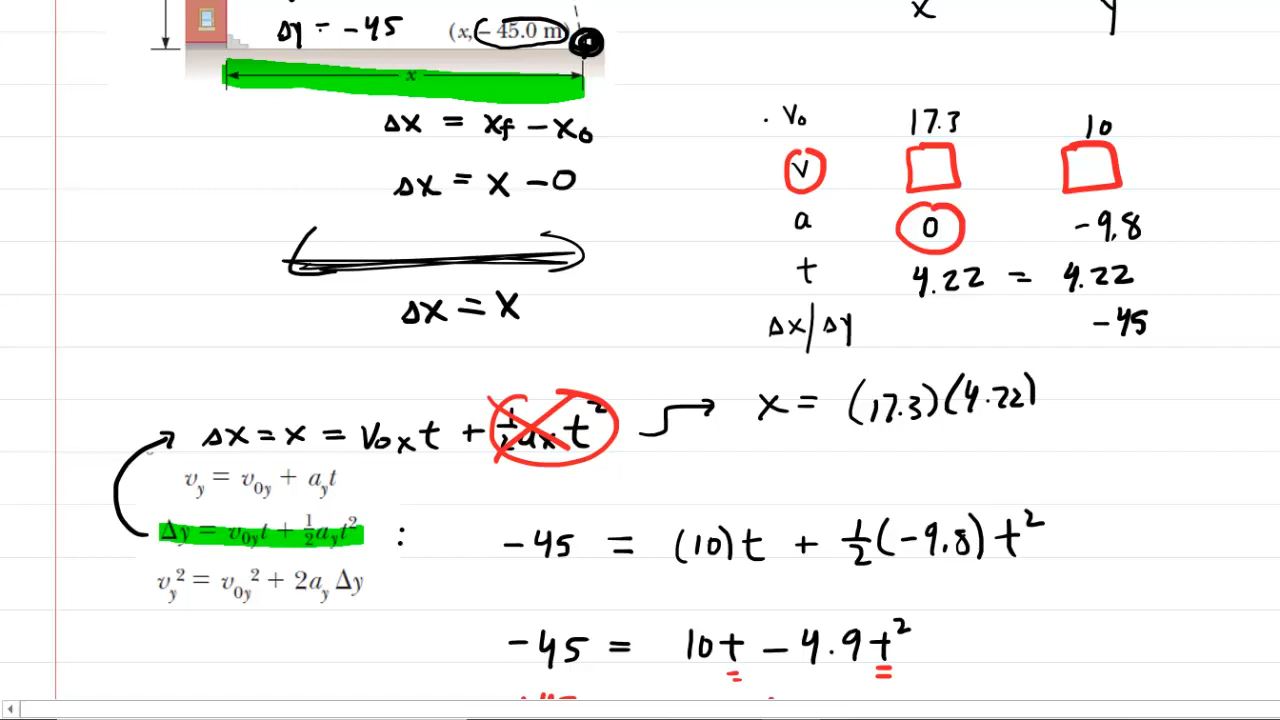 x y
Δy = -45 (x, - 45.0 m)
x
Δx = xf - x0
Δx = x - 0
Δx = x
. v0 17.3 10
v
a 0 -9.8
t 4.22 = 4.22
Δx/Δy -45
Δx = x = v0x t + 1/2 ax t² x = (17.3)(4.22)
vy = v0y + ay t
Δy = v0y t + 1/2 ay t² : -45 = (10)t + 1/2(-9.8)t²
vy² = v0y² + 2ay Δy
-45 = 10t - 4.9t²